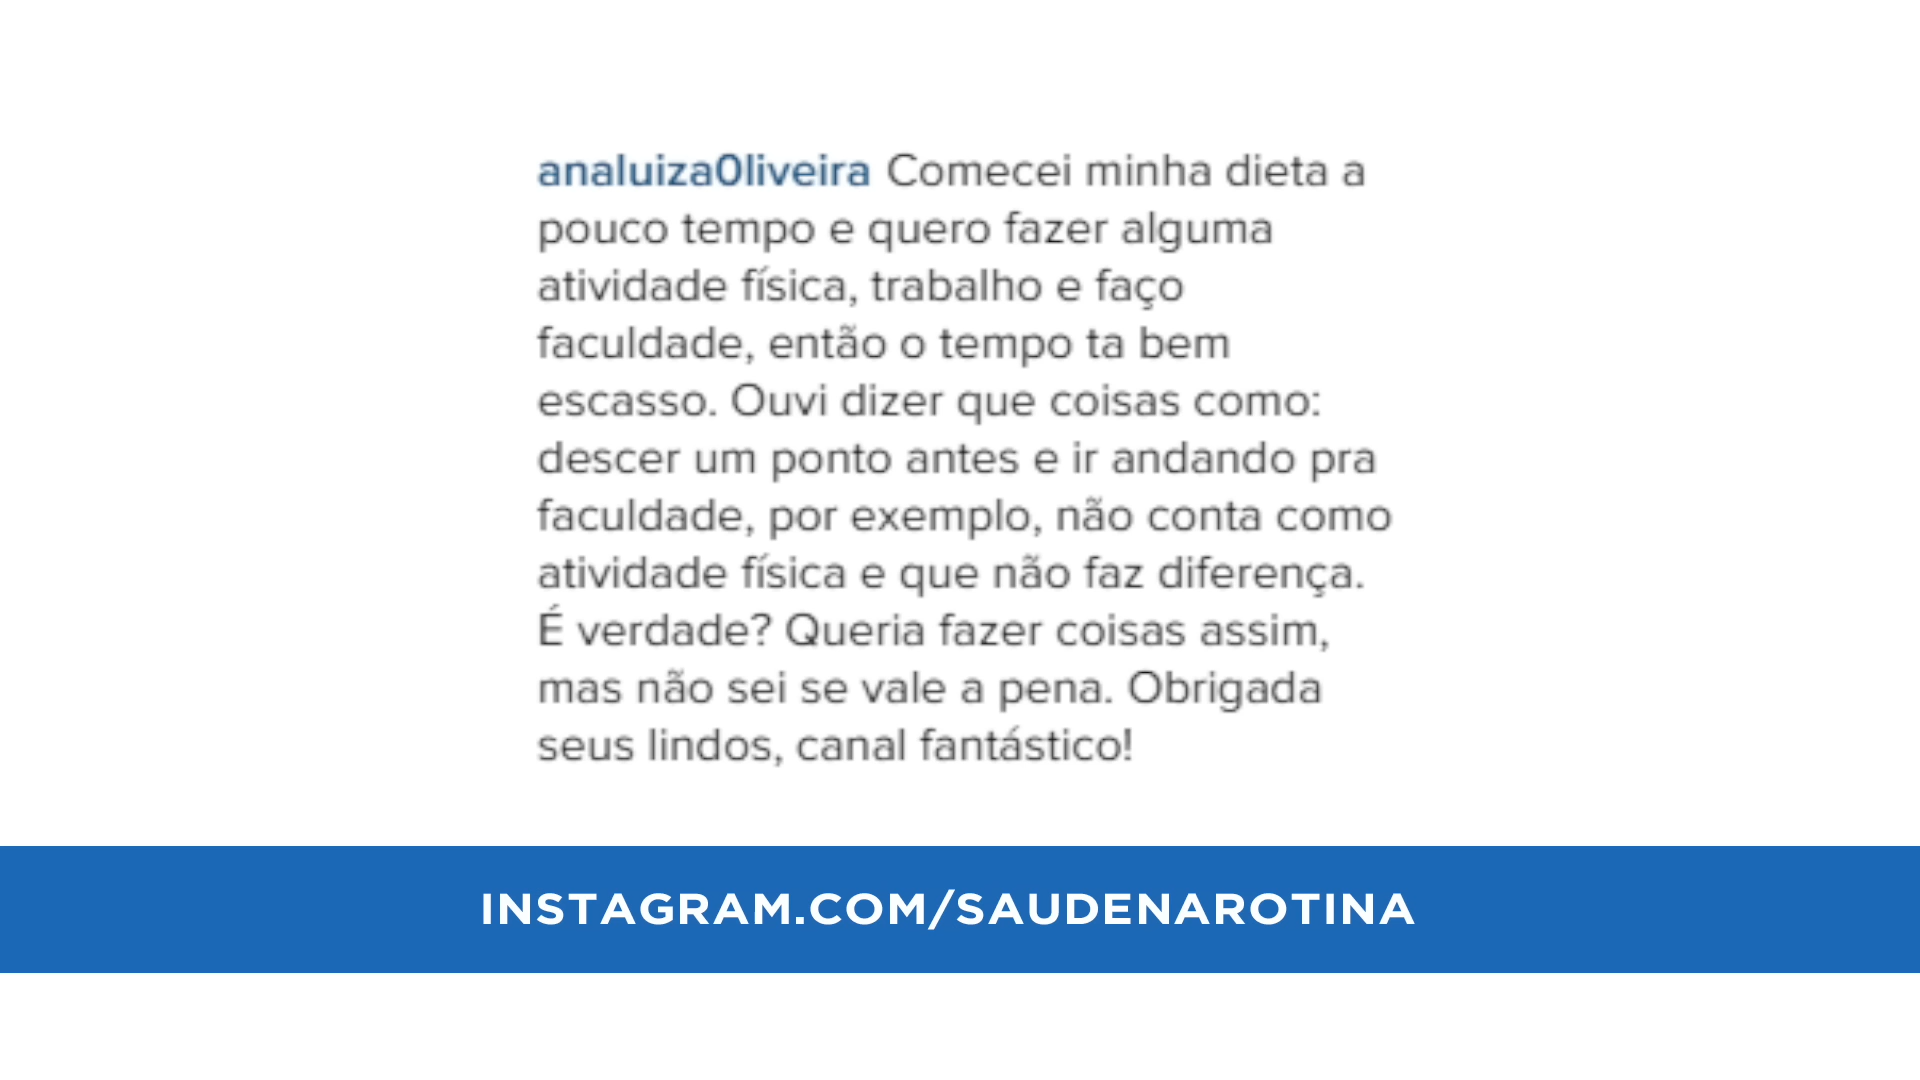 analuiza0liveira Comecei minha dieta a
pouco tempo e quero fazer alguma
atividade física, trabalho e faço
faculdade, então o tempo ta bem
escasso. Ouvi dizer que coisas como:
descer um ponto antes e ir andando pra
faculdade, por exemplo, não conta como
atividade física e que não faz diferença.
É verdade? Queria fazer coisas assim,
mas não sei se vale a pena. Obrigada
seus lindos, canal fantástico!
INSTAGRAM.COM/SAUDENAROTINA